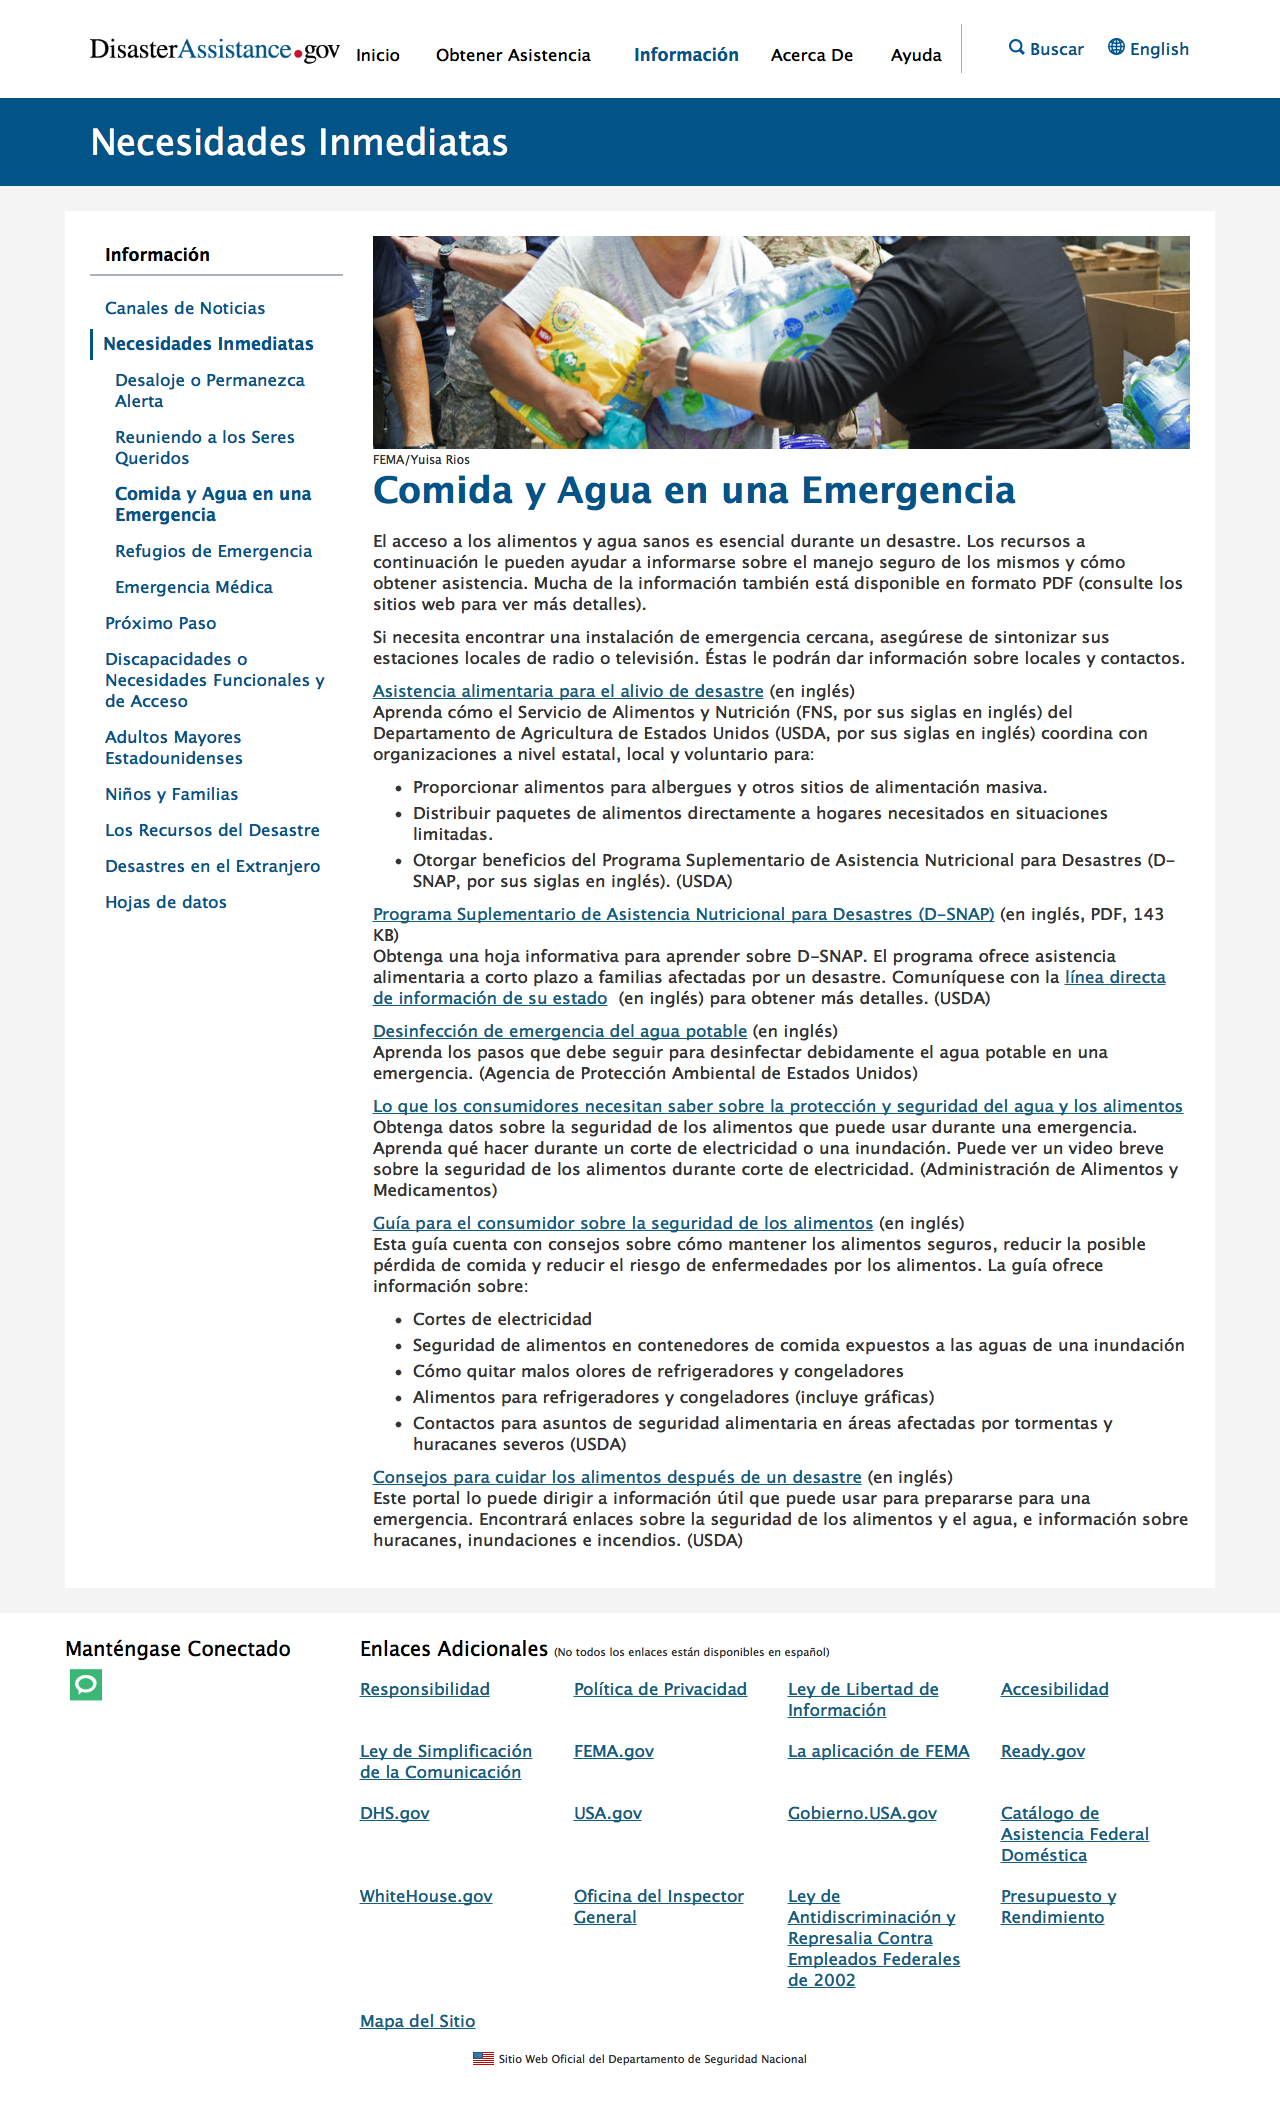 DisasterAssistance.gov
Inicio
Obtener Asistencia
Información
Acerca De
Ayuda
Buscar
English
Necesidades Inmediatas
Información
Canales de Noticias
Necesidades Inmediatas
Desaloje o Permanezca
Alerta
Reuniendo a los Seres
Queridos
Comida y Agua en una
Emergencia
Refugios de Emergencia
Emergencia Médica
Próximo Paso
Discapacidades o
Necesidades Funcionales y
de Acceso
Adultos Mayores
Estadounidenses
Niños y Familias
Los Recursos del Desastre
Desastres en el Extranjero
Hojas de datos
FEMA/Yuisa Rios
Comida y Agua en una Emergencia
El acceso a los alimentos y agua sanos es esencial durante un desastre. Los recursos a
continuación le pueden ayudar a informarse sobre el manejo seguro de los mismos y cómo
obtener asistencia. Mucha de la información también está disponible en formato PDF (consulte los
sitios web para ver más detalles).
Si necesita encontrar una instalación de emergencia cercana, asegúrese de sintonizar sus
estaciones locales de radio o televisión. Éstas le podrán dar información sobre locales y contactos.
Asistencia alimentaria para el alivio de desastre (en inglés)
Aprenda cómo el Servicio de Alimentos y Nutrición (FNS, por sus siglas en inglés) del
Departamento de Agricultura de Estados Unidos (USDA, por sus siglas en inglés) coordina con
organizaciones a nivel estatal, local y voluntario para:
• Proporcionar alimentos para albergues y otros sitios de alimentación masiva.
• Distribuir paquetes de alimentos directamente a hogares necesitados en situaciones
limitadas.
• Otorgar beneficios del Programa Suplementario de Asistencia Nutricional para Desastres (D-
SNAP, por sus siglas en inglés). (USDA)
Programa Suplementario de Asistencia Nutricional para Desastres (D-SNAP) (en inglés, PDF, 143
KB)
Obtenga una hoja informativa para aprender sobre D-SNAP. El programa ofrece asistencia
alimentaria a corto plazo a familias afectadas por un desastre. Comuníquese con la línea directa
de información de su estado (en inglés) para obtener más detalles. (USDA)
Desinfección de emergencia del agua potable (en inglés)
Aprenda los pasos que debe seguir para desinfectar debidamente el agua potable en una
emergencia. (Agencia de Protección Ambiental de Estados Unidos)
Lo que los consumidores necesitan saber sobre la protección y seguridad del agua y los alimentos
Obtenga datos sobre la seguridad de los alimentos que puede usar durante una emergencia.
Aprenda qué hacer durante un corte de electricidad o una inundación. Puede ver un video breve
sobre la seguridad de los alimentos durante corte de electricidad. (Administración de Alimentos y
Medicamentos)
Guía para el consumidor sobre la seguridad de los alimentos (en inglés)
Esta guía cuenta con consejos sobre cómo mantener los alimentos seguros, reducir la posible
pérdida de comida y reducir el riesgo de enfermedades por los alimentos. La guía ofrece
información sobre:
• Cortes de electricidad
• Seguridad de alimentos en contenedores de comida expuestos a las aguas de una inundación
• Cómo quitar malos olores de refrigeradores y congeladores
• Alimentos para refrigeradores y congeladores (incluye gráficas)
• Contactos para asuntos de seguridad alimentaria en áreas afectadas por tormentas y
huracanes severos (USDA)
Consejos para cuidar los alimentos después de un desastre (en inglés)
Este portal lo puede dirigir a información útil que puede usar para prepararse para una
emergencia. Encontrará enlaces sobre la seguridad de los alimentos y el agua, e información sobre
huracanes, inundaciones e incendios. (USDA)
Manténgase Conectado
Enlaces Adicionales (No todos los enlaces están disponibles en español)
Responsibilidad
Política de Privacidad
Ley de Libertad de
Información
Accesibilidad
Ley de Simplificación
de la Comunicación
FEMA.gov
La aplicación de FEMA
Ready.gov
DHS.gov
USA.gov
Gobierno.USA.gov
Catálogo de
Asistencia Federal
Doméstica
WhiteHouse.gov
Oficina del Inspector
General
Ley de
Antidiscriminación y
Represalia Contra
Empleados Federales
de 2002
Presupuesto y
Rendimiento
Mapa del Sitio
Sitio Web Oficial del Departamento de Seguridad Nacional